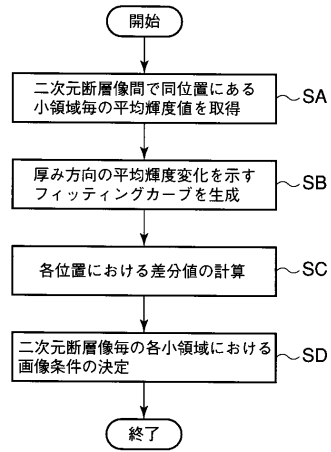 開始
二次元断層像間で同位置にある
小領域毎の平均輝度値を取得
SA
厚み方向の平均輝度変化を示す
フィッティングカーブを生成
SB
各位置における差分値の計算
SC
二次元断層像毎の各小領域における
画像条件の決定
SD
終了